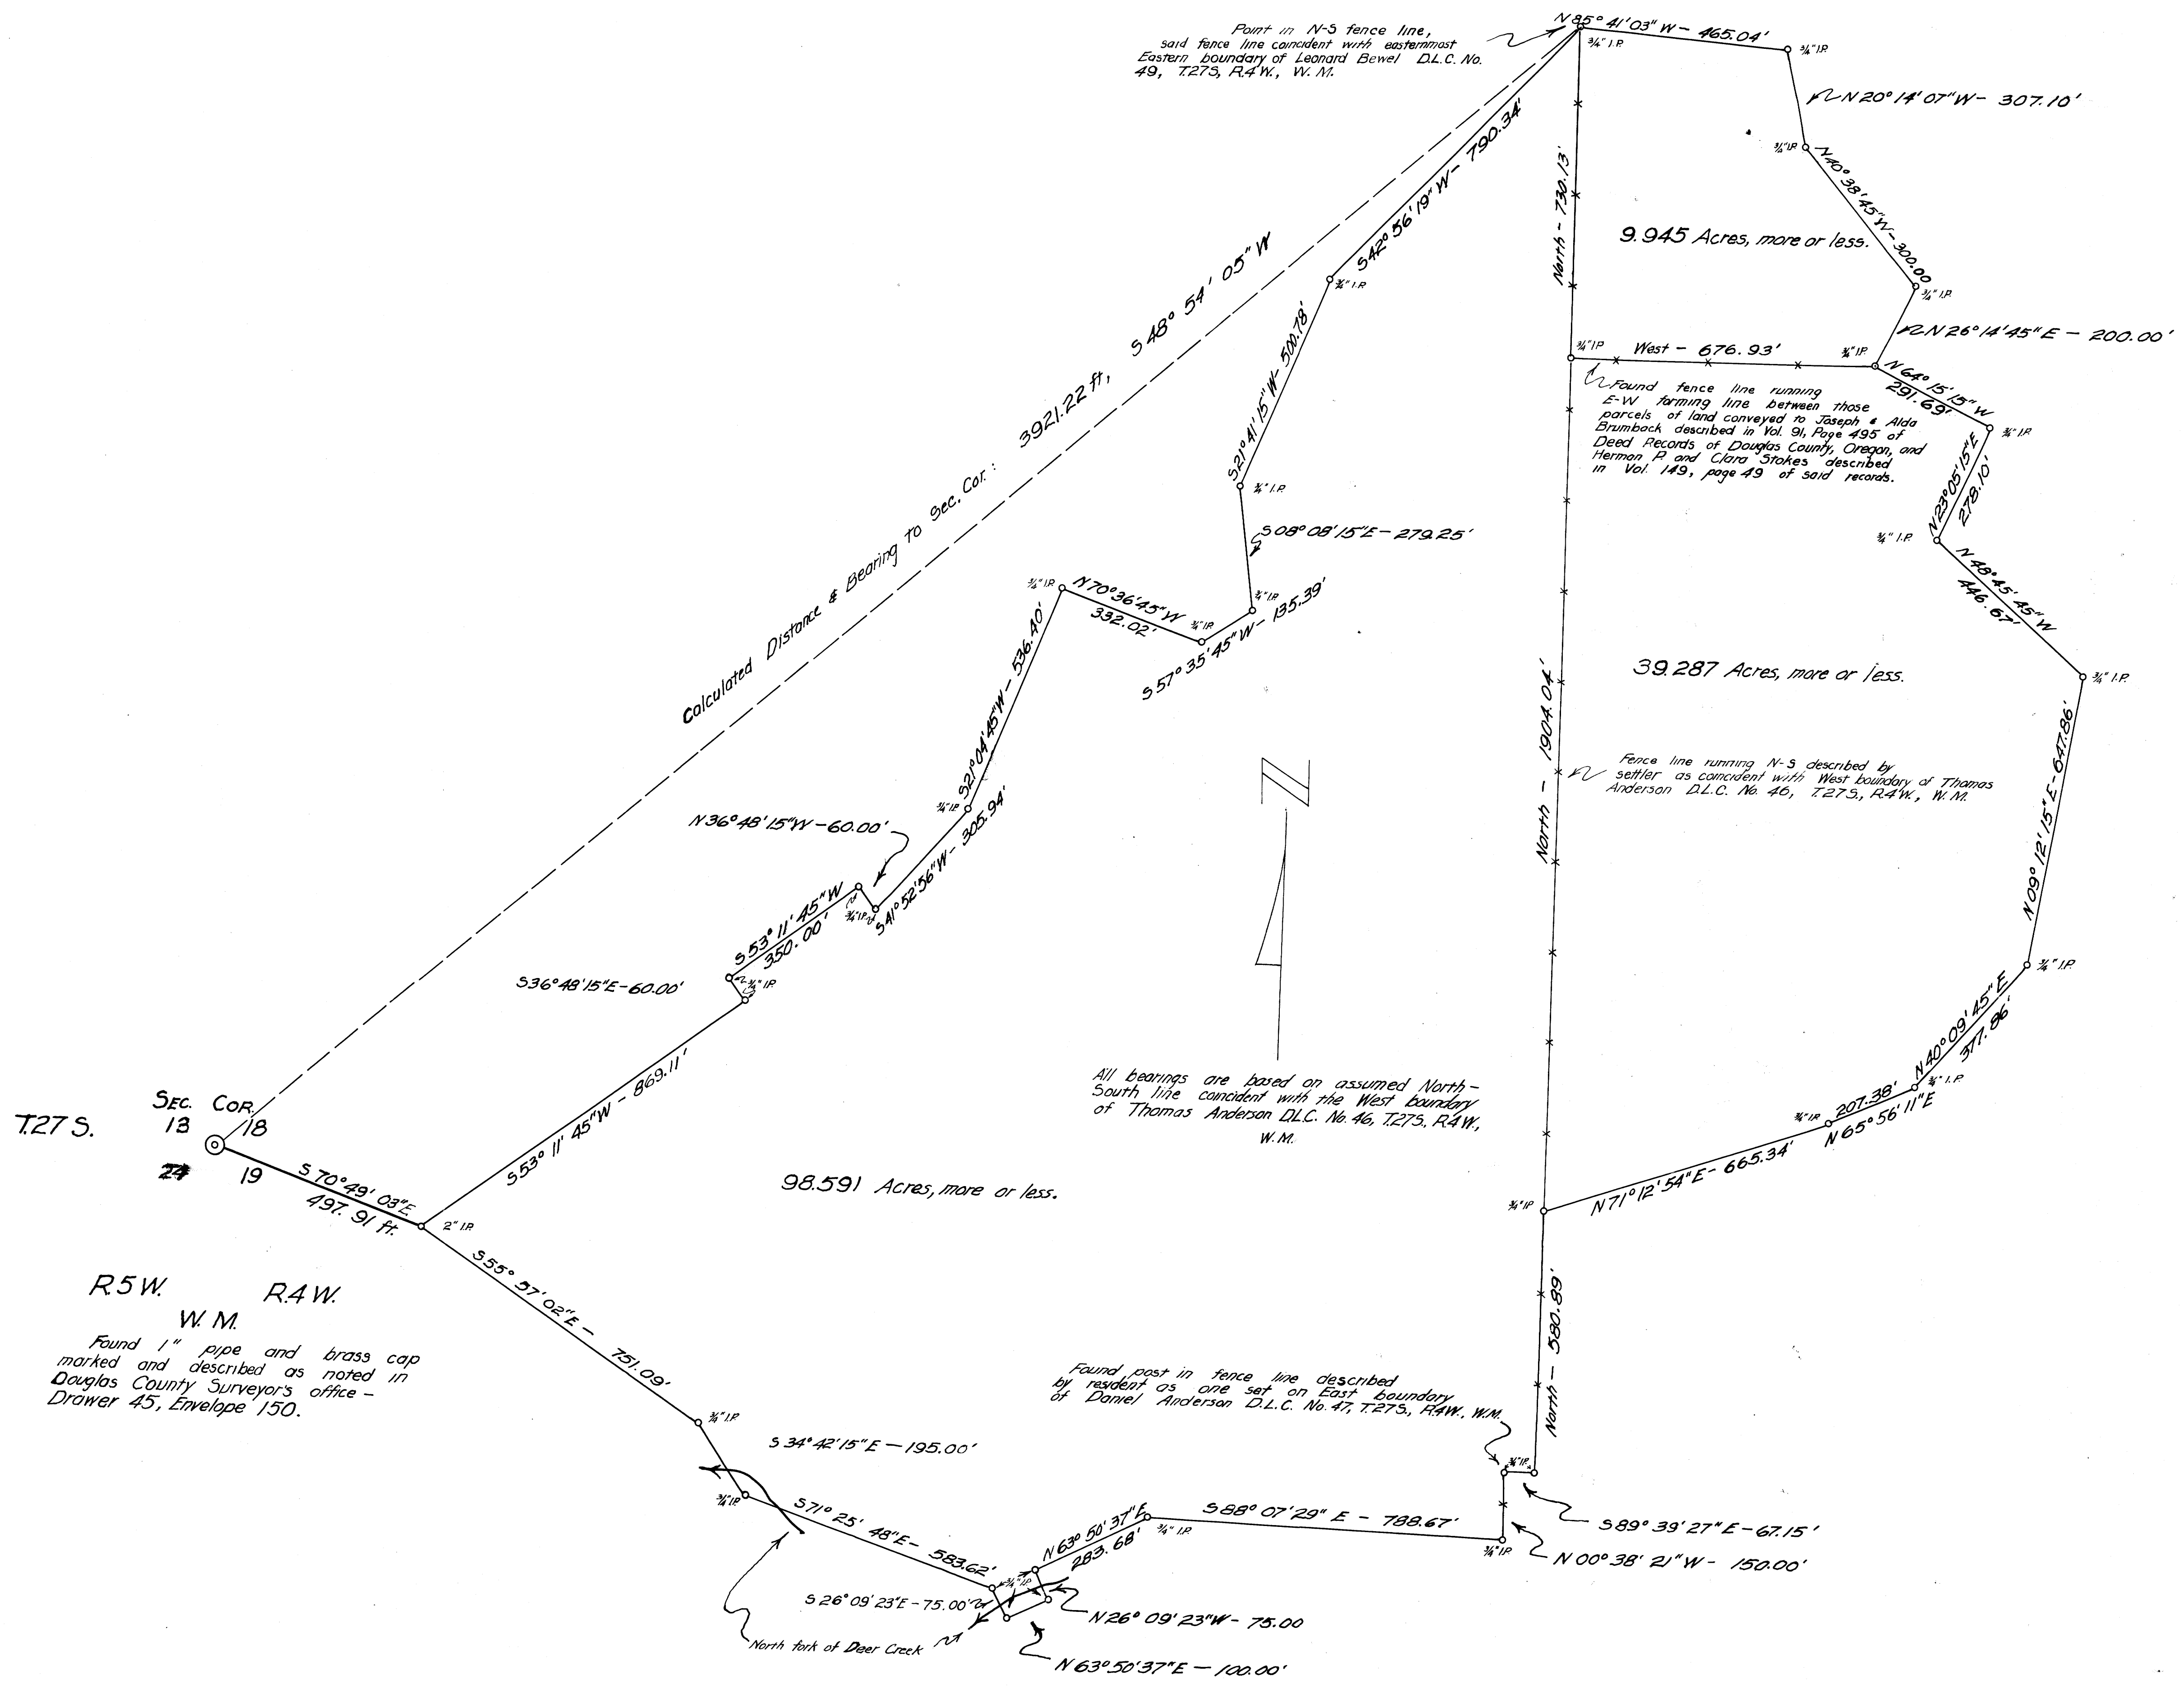 Point in N-S fence line,
said fence line coincident with easternmost
Eastern boundary of Leonard Bewel D.L.C. No.
49, T.27S, R.4W., W.M.
N 85° 41' 03" W - 465.04'
3/4" I.P.
3/4" I.P.
N 20° 14' 07" W - 307.10'
3/4" I.P.
N 40° 38' 45" W - 300.00
9.945 Acres, more or less.
3/4" I.P.
N 26° 14' 45" E - 200.00'
North - 730.13'
S 42° 56' 19" W - 790.34'
3/4" I.P.
3/4" I.P.
West - 676.93'
3/4" I.P.
Found fence line running
E-W forming line between those
parcels of land conveyed to Joseph & Alda
Brumback described in Vol. 91, Page 495 of
Deed Records of Douglas County, Oregon, and
Herman P. and Clara Stokes described
in Vol. 149, page 49 of said records.
N 64° 15' 15" W
291.69'
3/4" I.P.
N 23° 05' 15" E
278.10'
3/4" I.P.
N 48° 45' 45" W
446.67'
3/4" I.P.
Calculated Distance & Bearing to Sec. Cor.: 3921.22 ft, S 48° 54' 05" W
S 21° 41' 15" W - 500.78'
3/4" I.P.
S 08° 08' 15" E - 279.25'
3/4" I.P.
S 57° 35' 45" W - 135.39'
3/4" I.P.
N 70° 36' 45" W
332.02'
3/4" I.P.
39.287 Acres, more or less.
North - 1904.04'
Fence line running N-S described by
settler as coincident with West boundary of Thomas
Anderson D.L.C. No. 46, T.27S., R.4W., W.M.
N 09° 12' 15" E - 647.86'
3/4" I.P.
N 40° 09' 45" E
377.86'
3/4" I.P.
207.38'
N 65° 56' 11" E
3/4" I.P.
N 71° 12' 54" E - 665.34'
3/4" I.P.
N
S 21° 04' 45" W - 536.40'
3/4" I.P.
S 41° 52' 56" W - 305.94'
N 36° 48' 15" W - 60.00'
3/4" I.P.
S 53° 11' 45" W
350.00'
S 36° 48' 15" E - 60.00'
3/4" I.P.
S 53° 11' 45" W - 869.11'
All bearings are based on assumed North-
South line coincident with the West boundary
of Thomas Anderson D.L.C. No. 46, T.27S., R.4W.,
W.M.
98.591 Acres, more or less.
SEC. COR.
T.27 S.
13 18
24 19
S 70° 49' 03" E
497.91 ft.
2" I.P.
R.5 W. R.4 W.
W. M.
Found 1" pipe and brass cap
marked and described as noted in
Douglas County Surveyor's office -
Drawer 45, Envelope 150.
S 55° 57' 02" E - 751.09'
3/4" I.P.
S 34° 42' 15" E - 195.00'
3/4" I.P.
S 71° 25' 48" E - 583.62'
S 26° 09' 23" E - 75.00'
3/4" I.P.
North fork of Deer Creek
N 63° 50' 37" E - 100.00'
N 26° 09' 23" W - 75.00
N 63° 50' 37" E
283.68'
3/4" I.P.
S 88° 07' 29" E - 788.67'
3/4" I.P.
N 00° 38' 21" W - 150.00'
S 89° 39' 27" E - 67.15'
3/4" I.P.
Found post in fence line described
by resident as one set on East boundary
of Daniel Anderson D.L.C. No. 47, T.27S., R.4W., W.M.
North - 580.89'